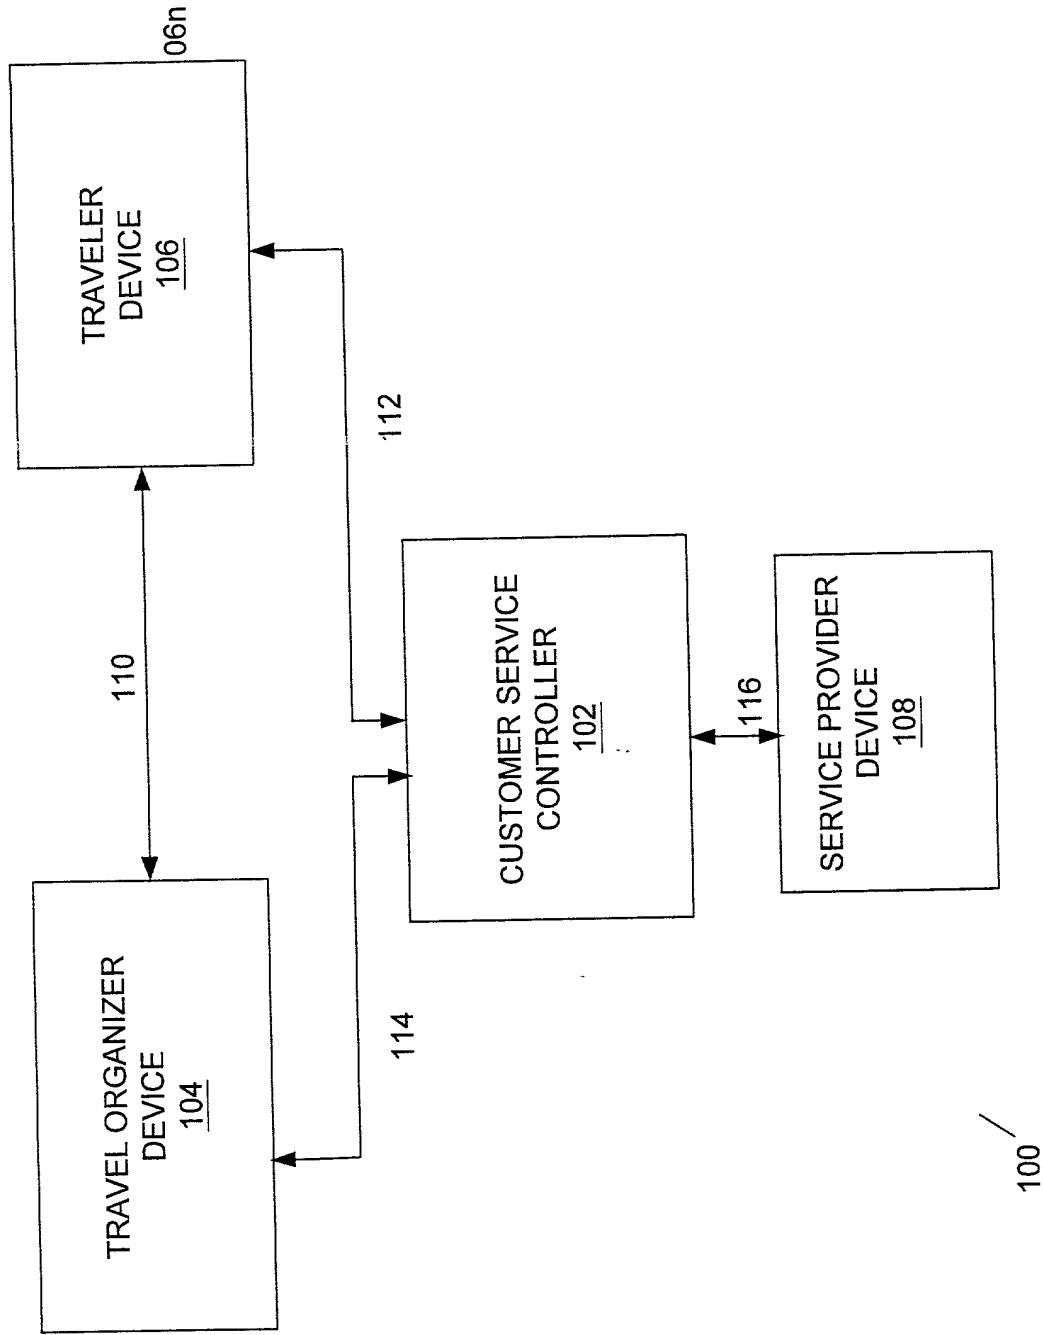 TRAVEL ORGANIZER
DEVICE
104
110
TRAVELER
DEVICE
106
06n
114
112
CUSTOMER SERVICE
CONTROLLER
102
116
SERVICE PROVIDER
DEVICE
108
100